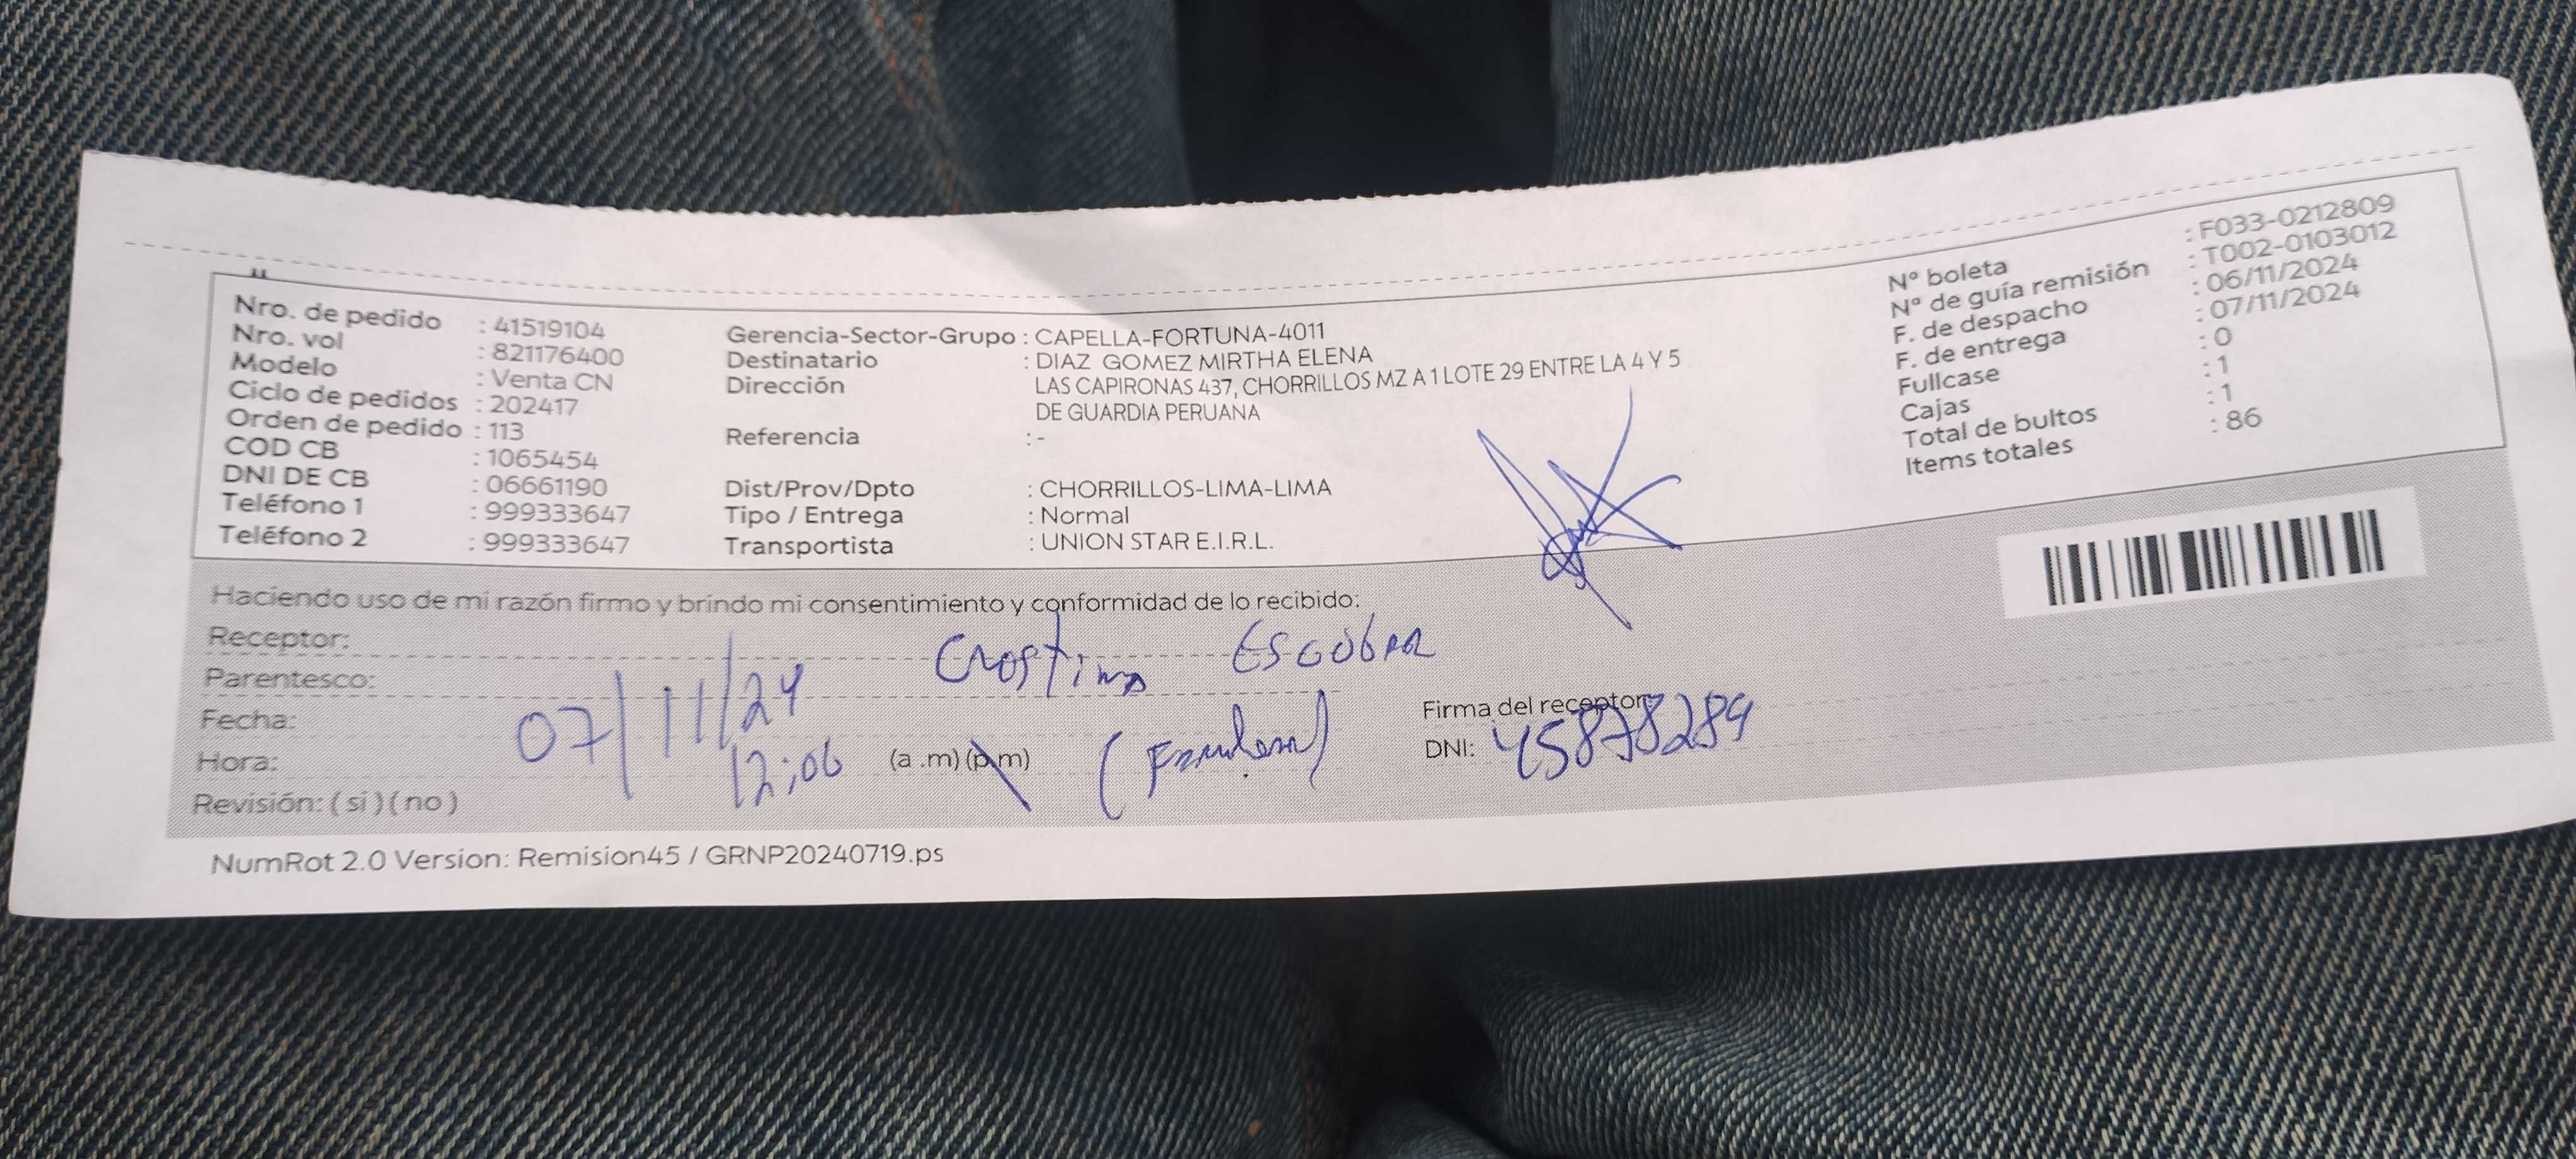 Nro. de pedido : 41519104
Nro. vol : 821176400
Modelo : Venta CN
Ciclo de pedidos : 202417
Orden de pedido : 113
COD CB : 1065454
DNI DE CB : 06661190
Teléfono 1 : 999333647
Teléfono 2 : 999333647
Gerencia-Sector-Grupo : CAPELLA-FORTUNA-4011
Destinatario : DIAZ GOMEZ MIRTHA ELENA
Dirección LAS CAPIRONAS 437, CHORRILLOS MZ A 1 LOTE 29 ENTRE LA 4 Y 5
DE GUARDIA PERUANA
Referencia : -
Dist/Prov/Dpto : CHORRILLOS-LIMA-LIMA
Tipo / Entrega : Normal
Transportista : UNION STAR E.I.R.L.
N° boleta : F033-0212809
N° de guía remisión : T002-0103012
F. de despacho : 06/11/2024
F. de entrega : 07/11/2024
Fullcase : 0
Cajas : 1
Total de bultos : 1
Items totales : 86
Haciendo uso de mi razón firmo y brindo mi consentimiento y conformidad de lo recibido:
Receptor: Escobar
Parentesco:
Fecha: 07/11/24
Hora: 12:06 (a .m) (p.m)
Revisión: ( si ) ( no )
Firma del receptor:
DNI: 45878289
NumRot 2.0 Version: Remision45 / GRNP20240719.ps